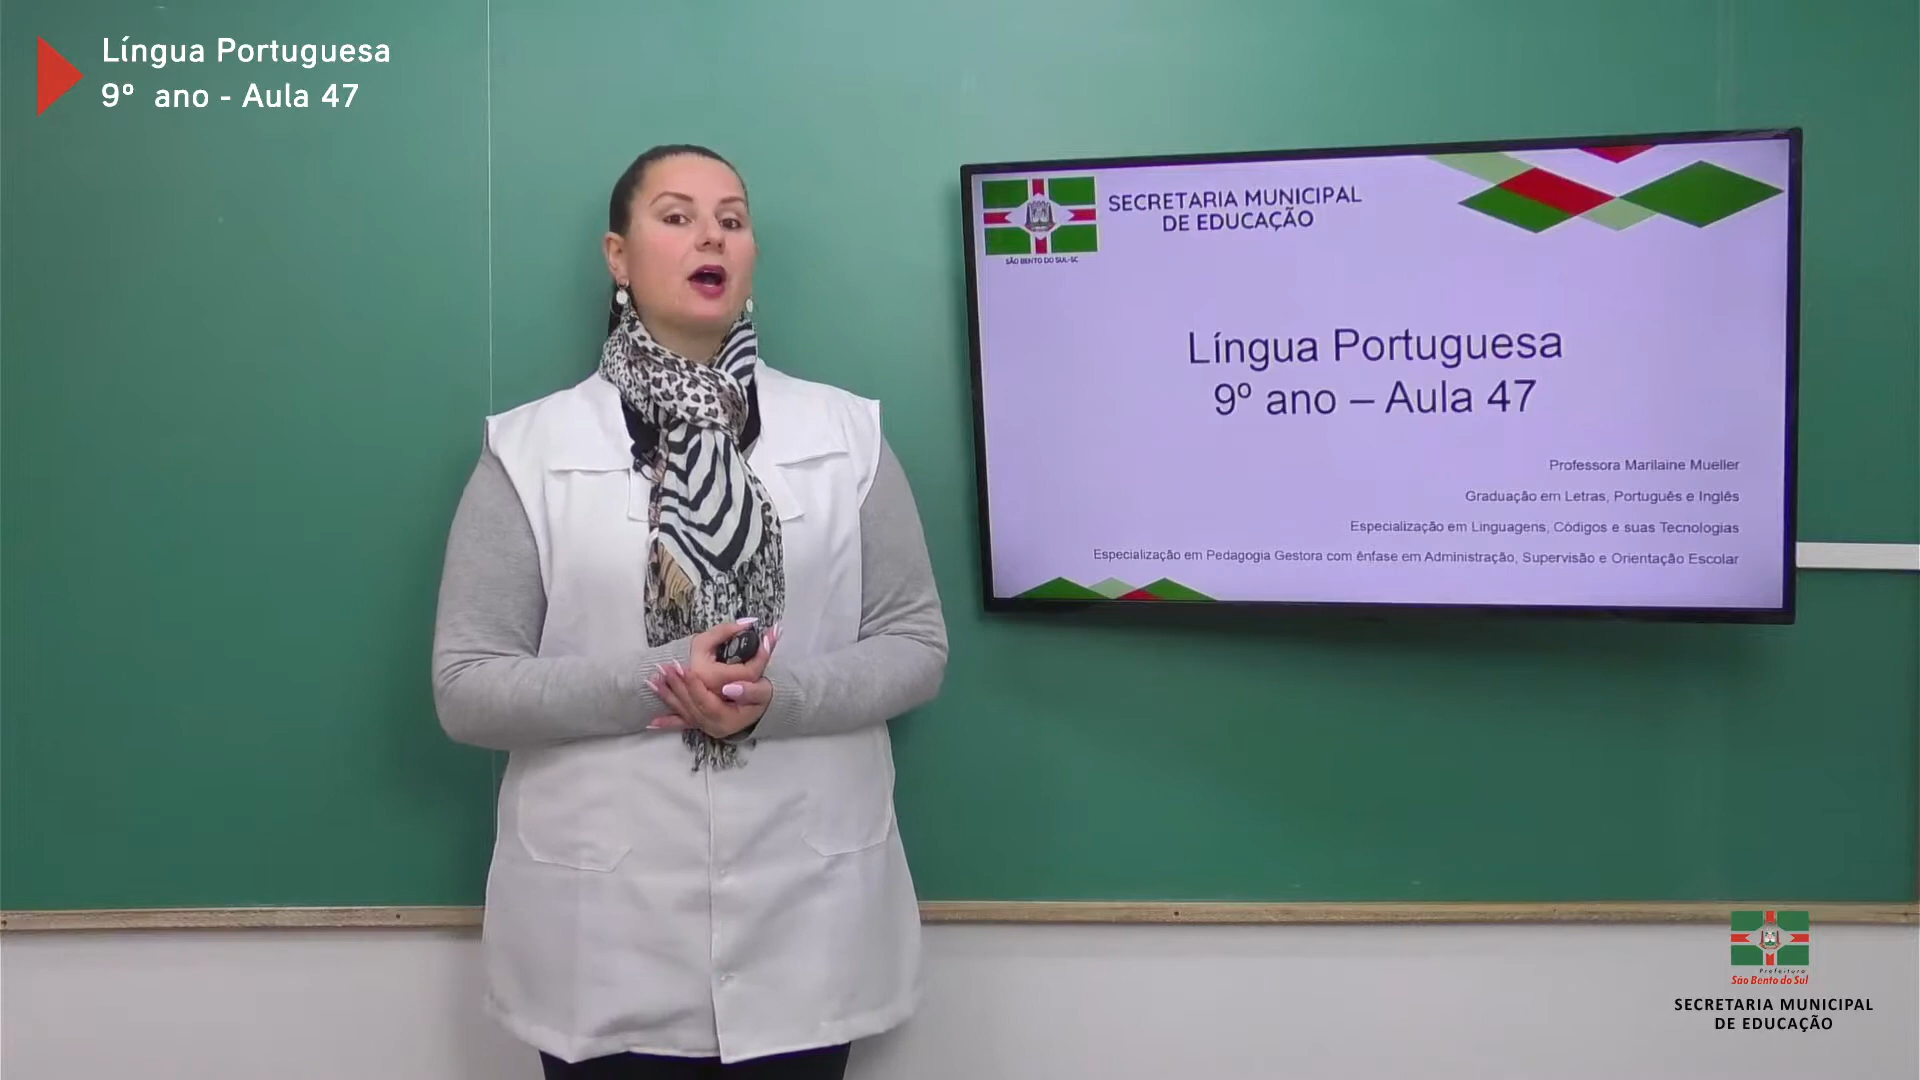 Língua Portuguesa
9º ano - Aula 47
SECRETARIA MUNICIPAL
DE EDUCAÇÃO
SÃO BENTO DO SUL-SC
Língua Portuguesa
9º ano – Aula 47
Professora Marilaine Mueller
Graduação em Letras, Português e Inglês
Especialização em Linguagens, Códigos e suas Tecnologias
Especialização em Pedagogia Gestora com ênfase em Administração, Supervisão e Orientação Escolar
Prefeitura
São Bento do Sul
SECRETARIA MUNICIPAL
DE EDUCAÇÃO